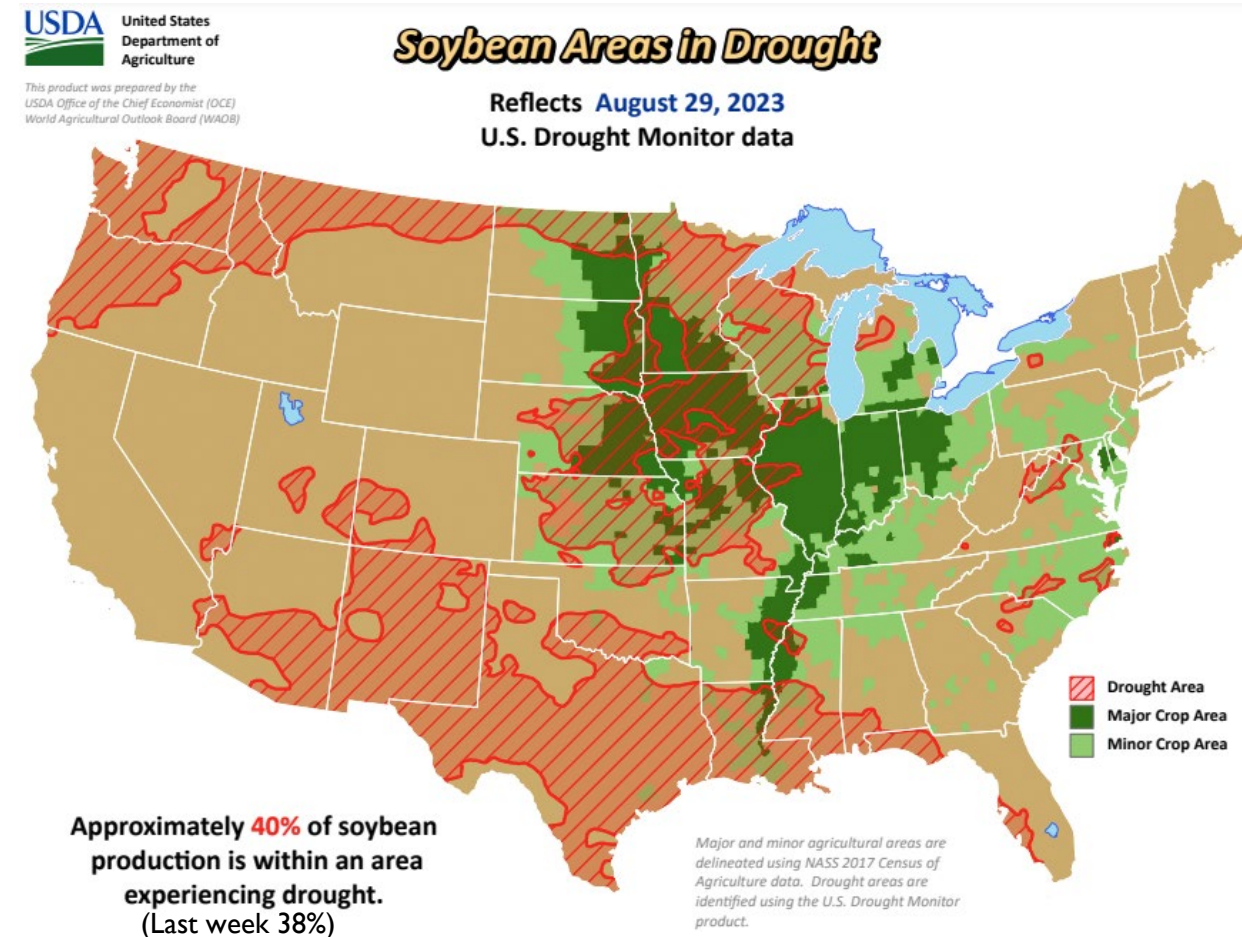 USDA
United States
Department of
Agriculture
This product was prepared by the
USDA Office of the Chief Economist (OCE)
World Agricultural Outlook Board (WAOB)
Soybean Areas in Drought
Reflects August 29, 2023
U.S. Drought Monitor data
Drought Area
Major Crop Area
Minor Crop Area
Approximately 40% of soybean
production is within an area
experiencing drought.
(Last week 38%)
Major and minor agricultural areas are
delineated using NASS 2017 Census of
Agriculture data. Drought areas are
identified using the U.S. Drought Monitor
product.